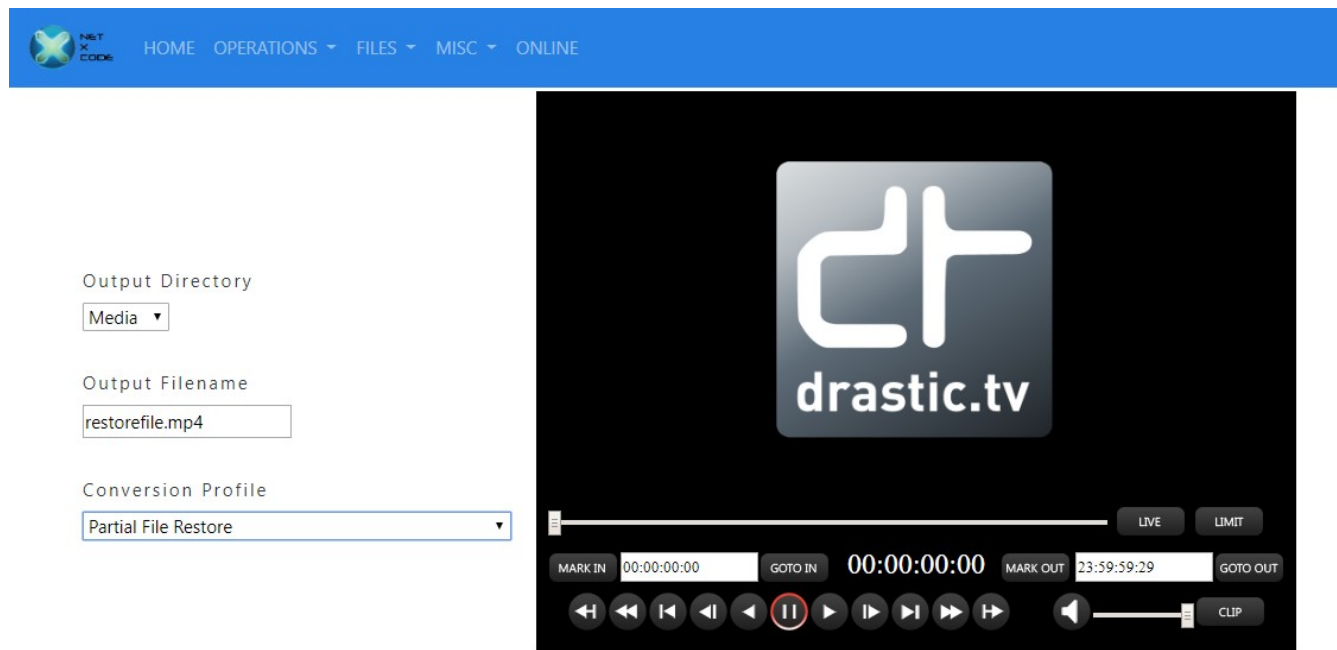 NET
X
CODE
HOME OPERATIONS FILES MISC ONLINE
Output Directory
Media
Output Filename
restorefile.mp4
Conversion Profile
Partial File Restore
dt
drastic.tv
LIVE LIMIT
MARK IN 00:00:00:00 GOTO IN 00:00:00:00 MARK OUT 23:59:59:29 GOTO OUT
CLIP